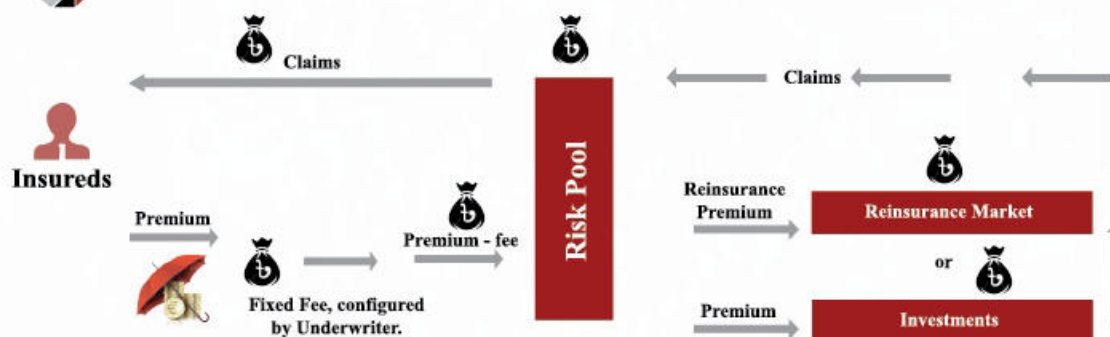 Claims
Claims
Insureds
Risk Pool
Reinsurance
Premium
Reinsurance Market
Premium
Premium - fee
or
Fixed Fee, configured
by Underwriter.
Premium
Investments